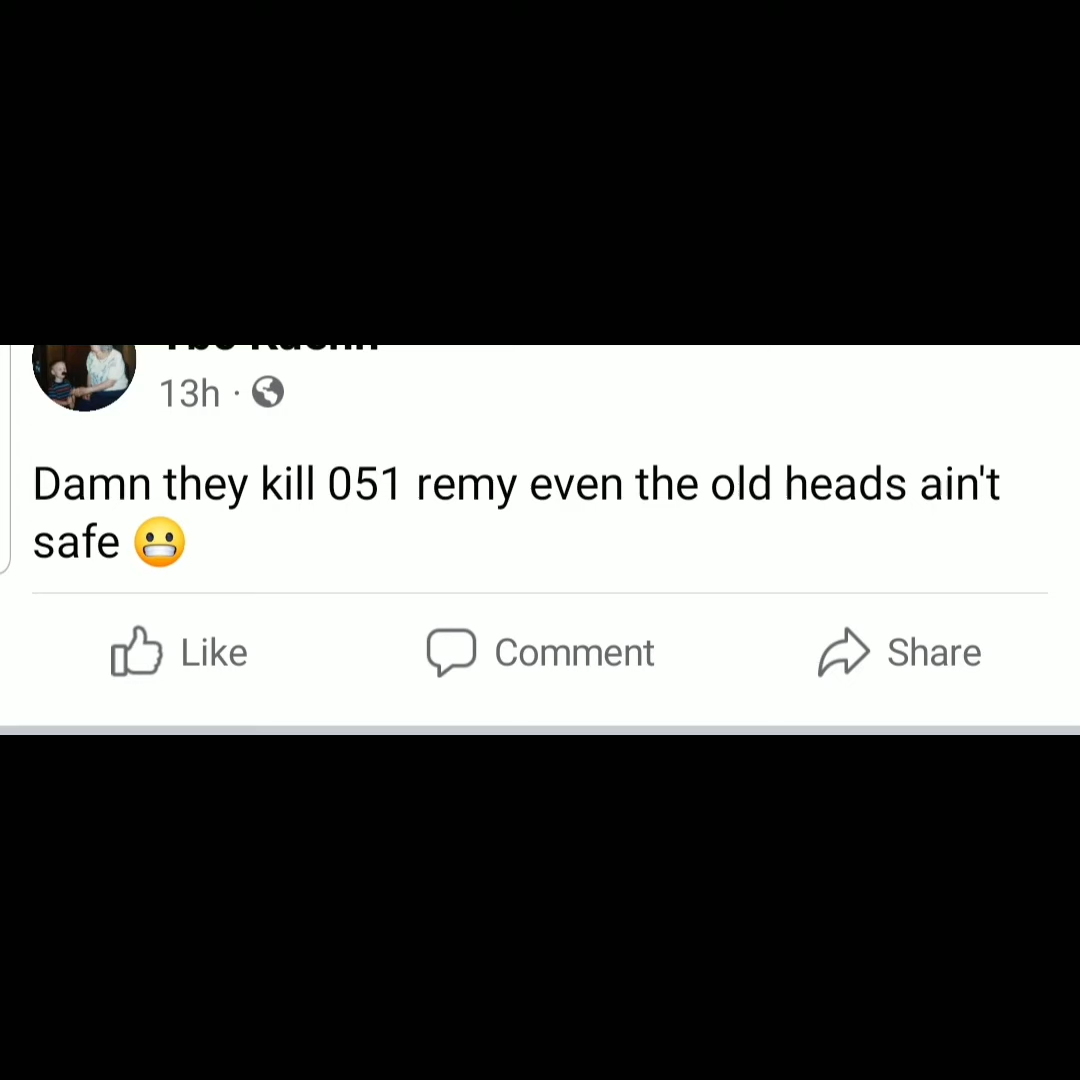 13h ·
Damn they kill 051 remy even the old heads ain't
safe 😬
Like
Comment
Share